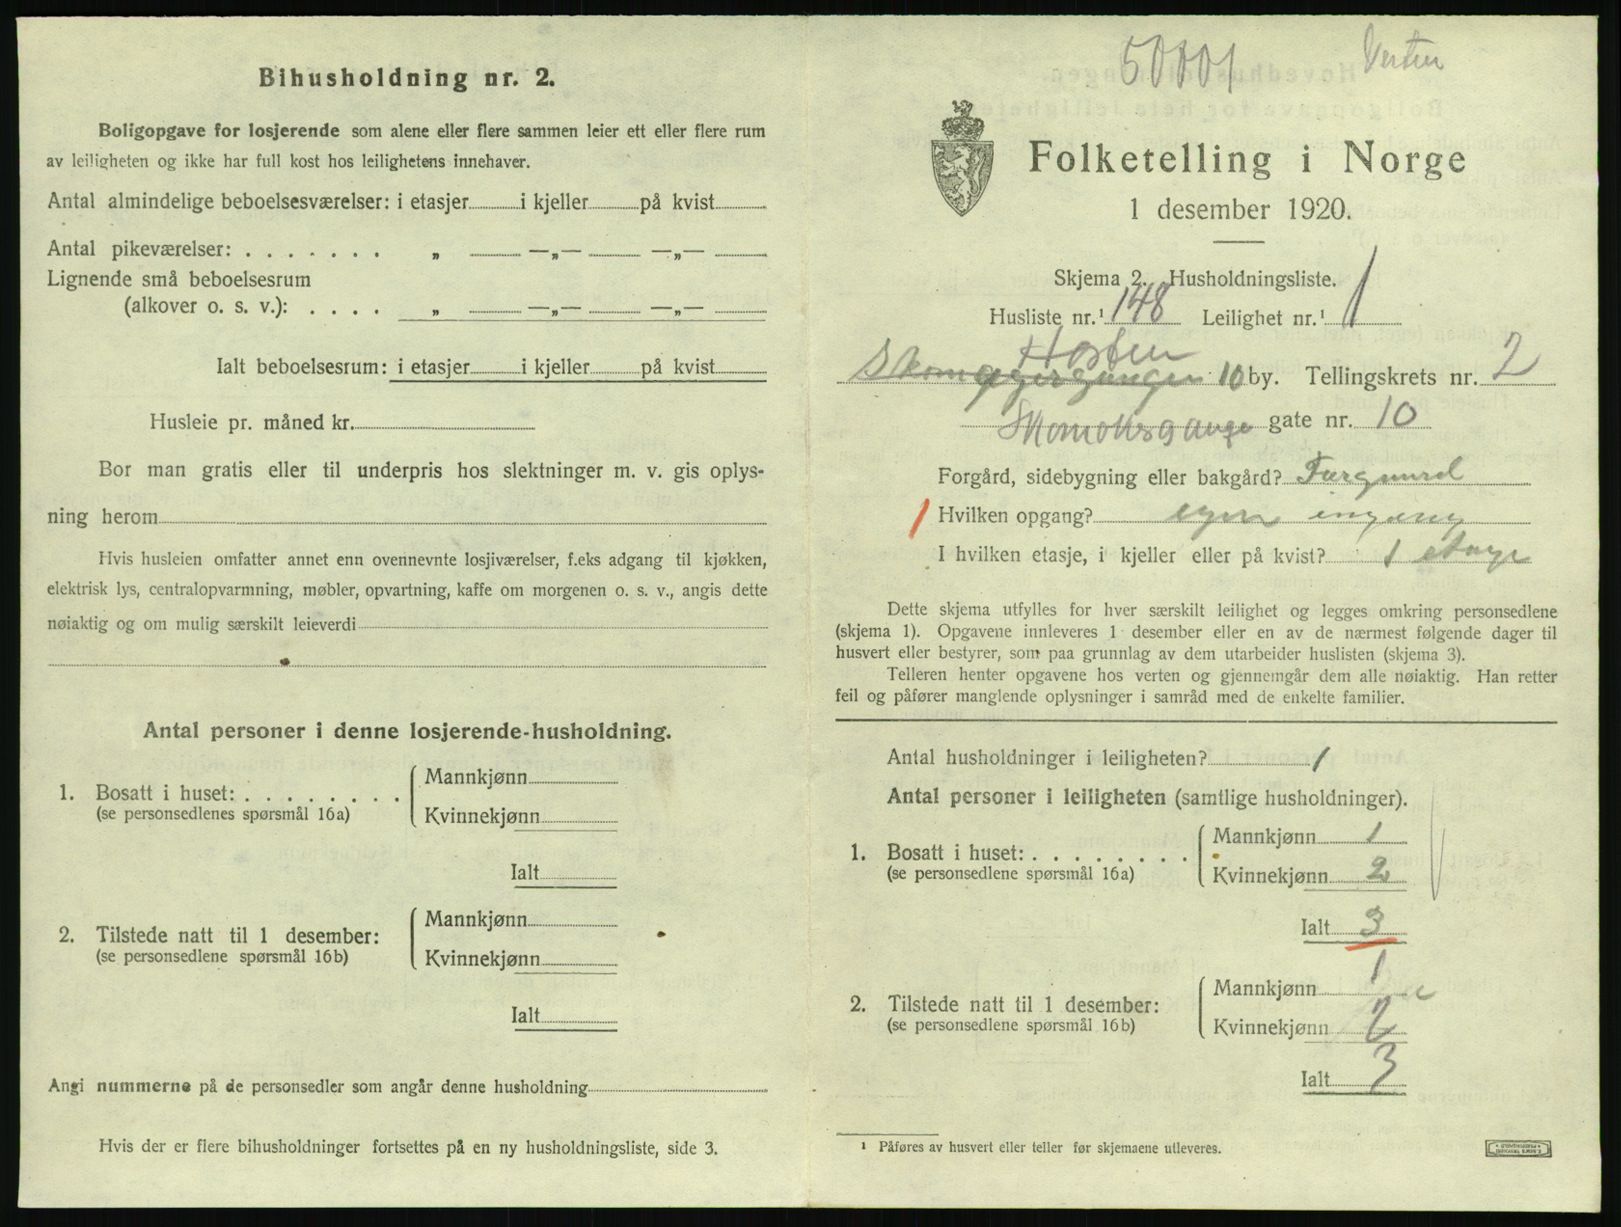 Bihusholdning nr. 2.
Boligopgave for losjerende som alene eller flere sammen leier ett eller flere rum
av leiligheten og ikke har full kost hos leilighetens innehaver.
Antal almindelige beboelsesværelser: i etasjer i kjeller på kvist
Antal pikeværelser: . . . . . . . „ —„— —„—
Lignende små beboelsesrum
(alkover o. s. v.): . . . . „ —„— —„—
Ialt beboelsesrum: i etasjer i kjeller på kvist
Husleie pr. måned kr.
Bor man gratis eller til underpris hos slektninger m. v. gis oplys-
ning herom
Hvis husleien omfatter annet enn ovennevnte losjiværelser, f.eks adgang til kjøkken,
elektrisk lys, centralopvarmning, møbler, opvartning, kaffe om morgenen o. s. v., angis dette
nøiaktig og om mulig særskilt leieverdi
Antal personer i denne losjerende-husholdning.
1. Bosatt i huset: . . . . . . . .
(se personsedlenes spørsmål 16a)
Mannkjønn
Kvinnekjønn
Ialt
2. Tilstede natt til 1 desember:
(se personsedlene spørsmål 16b)
Mannkjønn
Kvinnekjønn
Ialt
Angi nummerne på de personsedler som angår denne husholdning
Hvis der er flere bihusholdninger fortsettes på en ny husholdningsliste, side 3.
Verten
Folketelling i Norge
1 desember 1920.
Skjema 2. Husholdningsliste.
Husliste nr.¹ 148 Leilighet nr.¹ 1
Horten
10 by. Tellingskrets nr. 2
gate nr. 10
Forgård, sidebygning eller bakgård?
1 Hvilken opgang? egen ingang
I hvilken etasje, i kjeller eller på kvist? 1 etage
Dette skjema utfylles for hver særskilt leilighet og legges omkring personsedlene
(skjema 1). Opgavene innleveres 1 desember eller en av de nærmest følgende dager til
husvert eller bestyrer, som paa grunnlag av dem utarbeider huslisten (skjema 3).
Telleren henter opgavene hos verten og gjennemgår dem alle nøiaktig. Han retter
feil og påfører manglende oplysninger i samråd med de enkelte familier.
Antal husholdninger i leiligheten? 1
Antal personer i leiligheten (samtlige husholdninger).
1. Bosatt i huset: . . . . . . . .
(se personsedlene spørsmål 16a)
Mannkjønn 1
Kvinnekjønn 2
Ialt 3
2. Tilstede natt til 1 desember:
(se personsedlene spørsmål 16b)
Mannkjønn 1
Kvinnekjønn 2
Ialt 3
¹ Påføres av husvert eller teller før skjemaene utleveres.